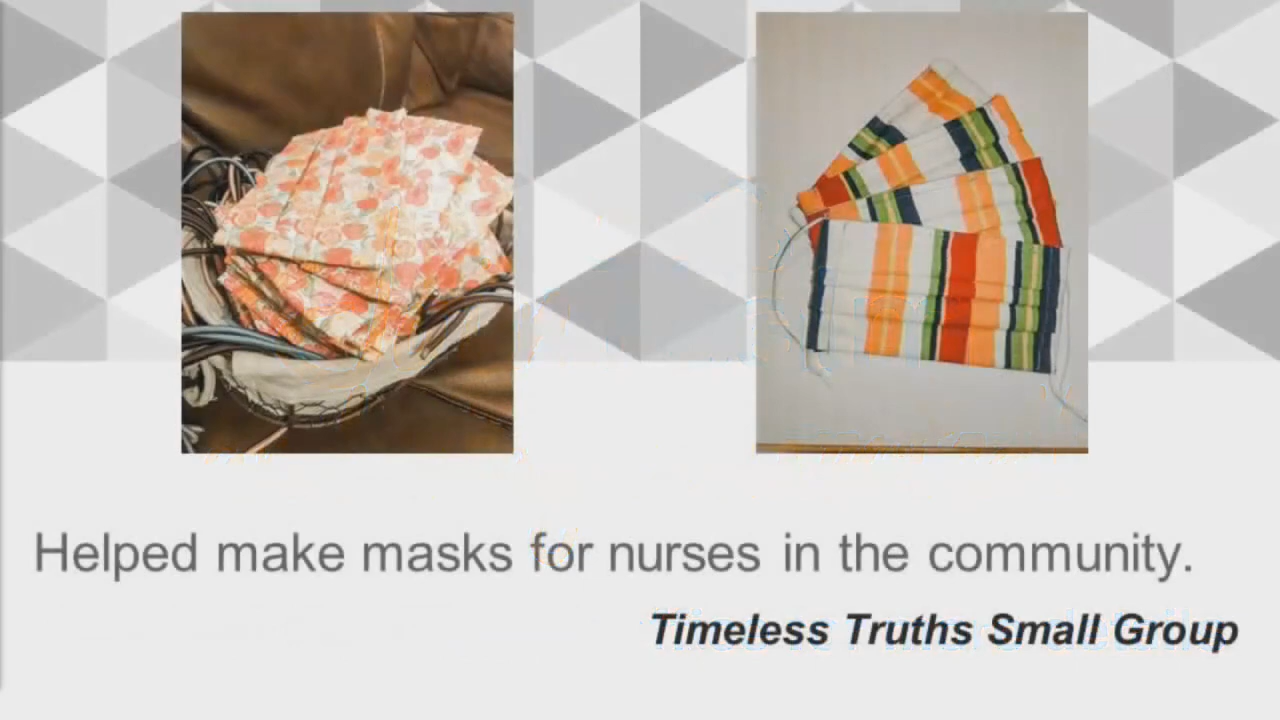 Helped make masks for nurses in the community.
Timeless Truths Small Group